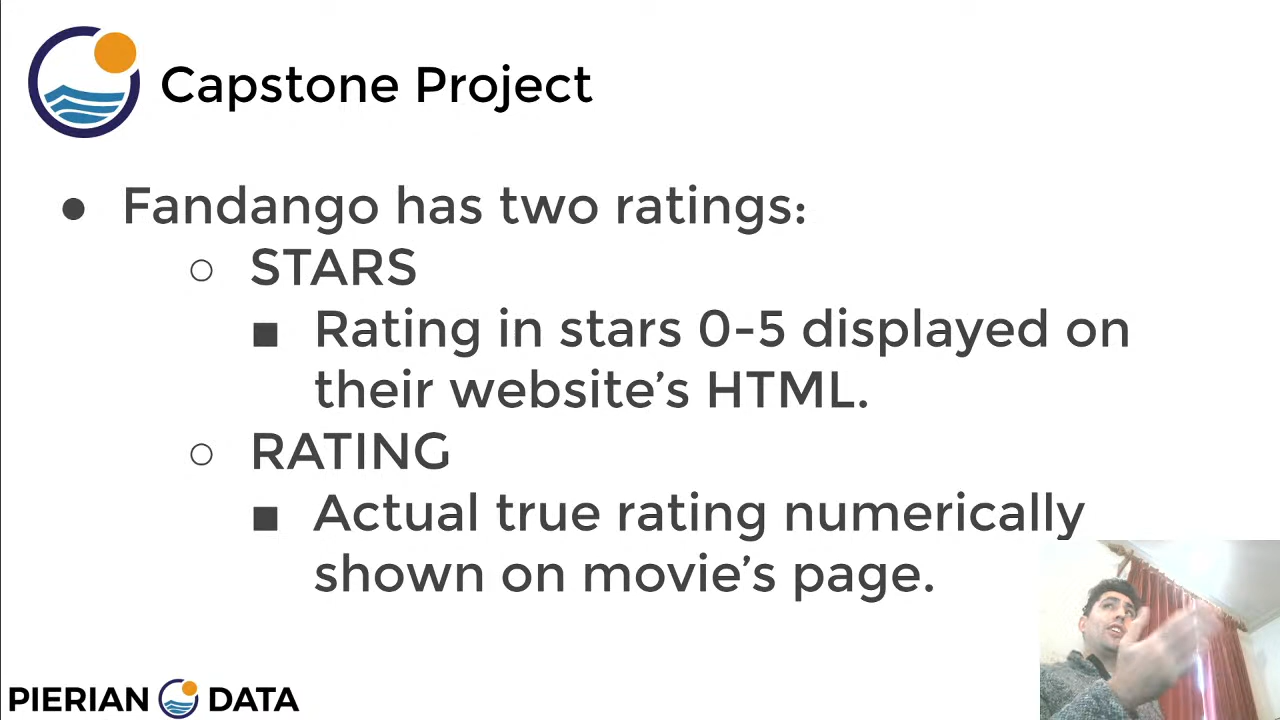 Capstone Project
● Fandango has two ratings:
○ STARS
■ Rating in stars 0-5 displayed on
their website’s HTML.
○ RATING
■ Actual true rating numerically
shown on movie’s page.
PIERIAN DATA